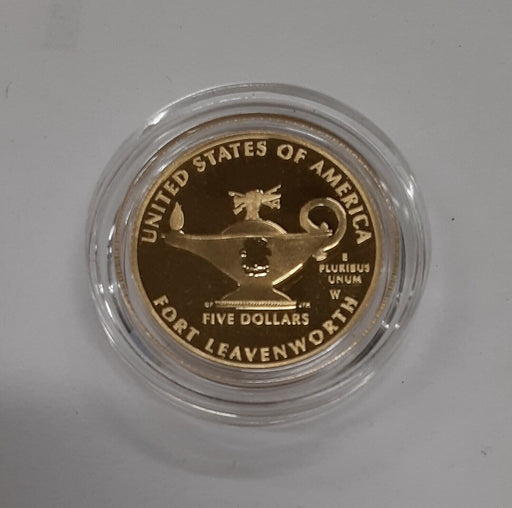 UNITED STATES OF AMERICA
E
PLURIBUS
UNUM
W
FIVE DOLLARS
FORT LEAVENWORTH